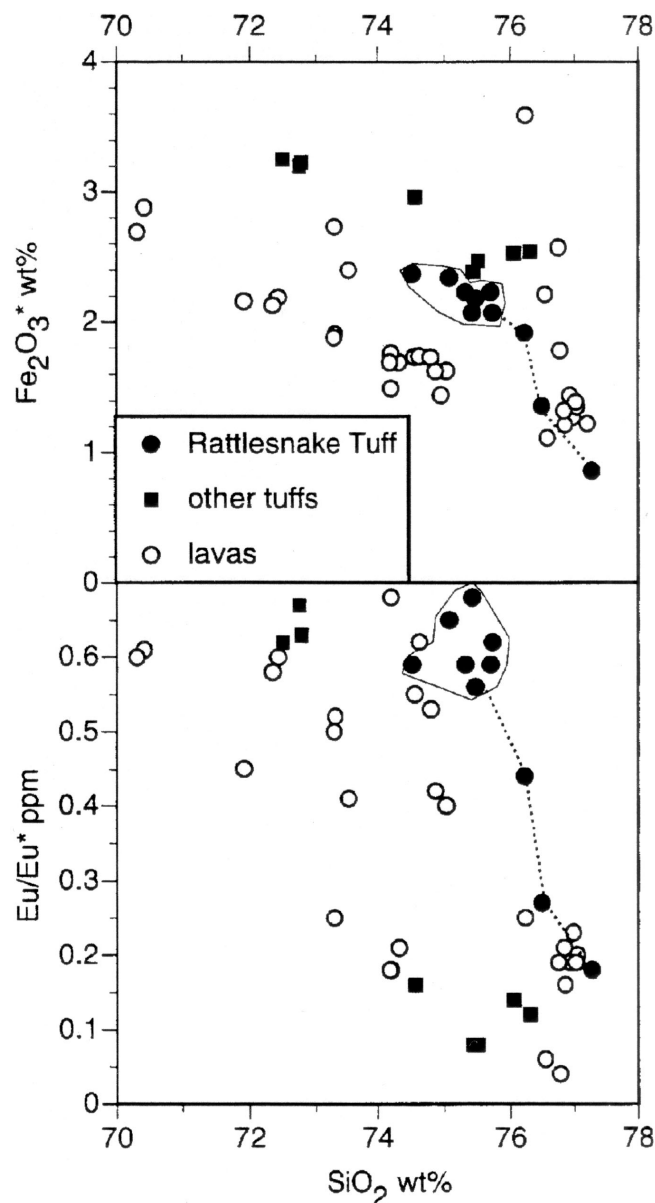 70 72 74 76 78
4
3
2
1
0
Fe₂O₃* wt%
Rattlesnake Tuff
other tuffs
lavas
0.6
0.5
0.4
0.3
0.2
0.1
0
Eu/Eu* ppm
70 72 74 76 78
SiO₂ wt%